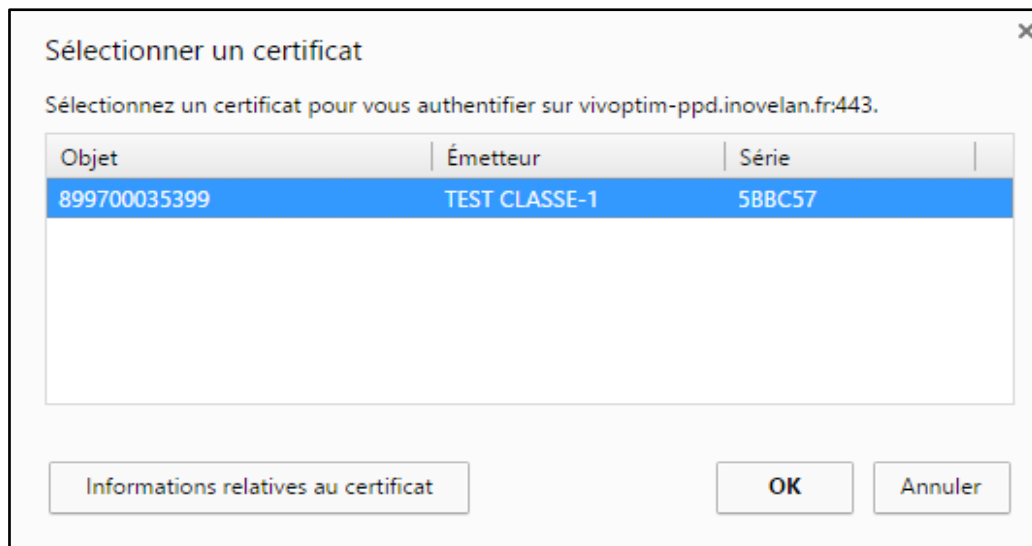 Sélectionner un certificat
Sélectionnez un certificat pour vous authentifier sur vivoptim-ppd.inovelan.fr:443.
Objet Émetteur Série
899700035399 TEST CLASSE-1 5BBC57
Informations relatives au certificat OK Annuler